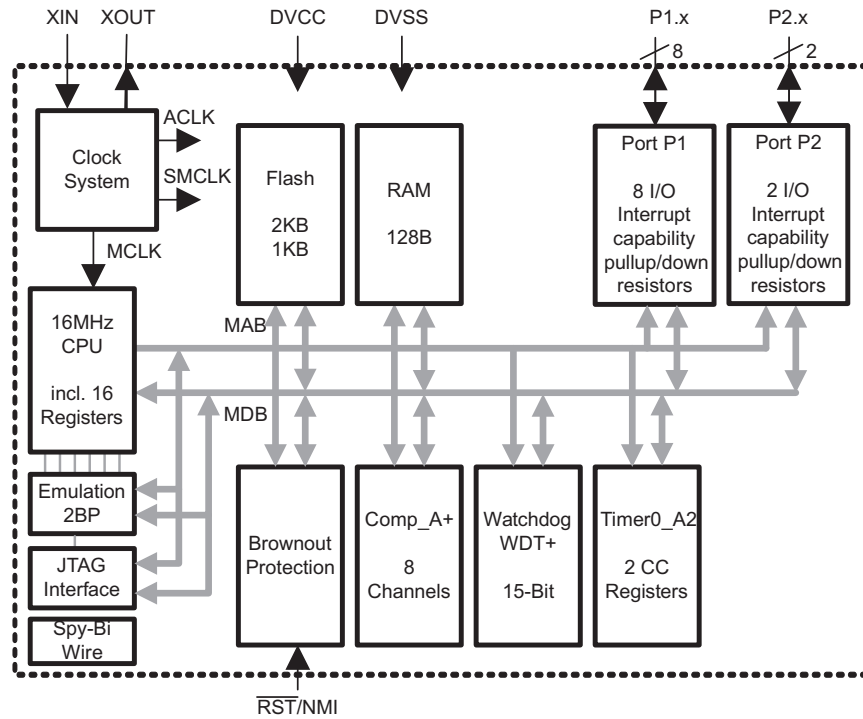 XIN XOUT DVCC DVSS P1.x P2.x
8 2
ACLK
SMCLK
MCLK
Clock
System
Flash
2KB
1KB
RAM
128B
Port P1
8 I/O
Interrupt
capability
pullup/down
resistors
Port P2
2 I/O
Interrupt
capability
pullup/down
resistors
16MHz
CPU
incl. 16
Registers
MAB
MDB
Emulation
2BP
JTAG
Interface
Spy-Bi
Wire
Brownout
Protection
Comp_A+
8
Channels
Watchdog
WDT+
15-Bit
Timer0_A2
2 CC
Registers
RST/NMI